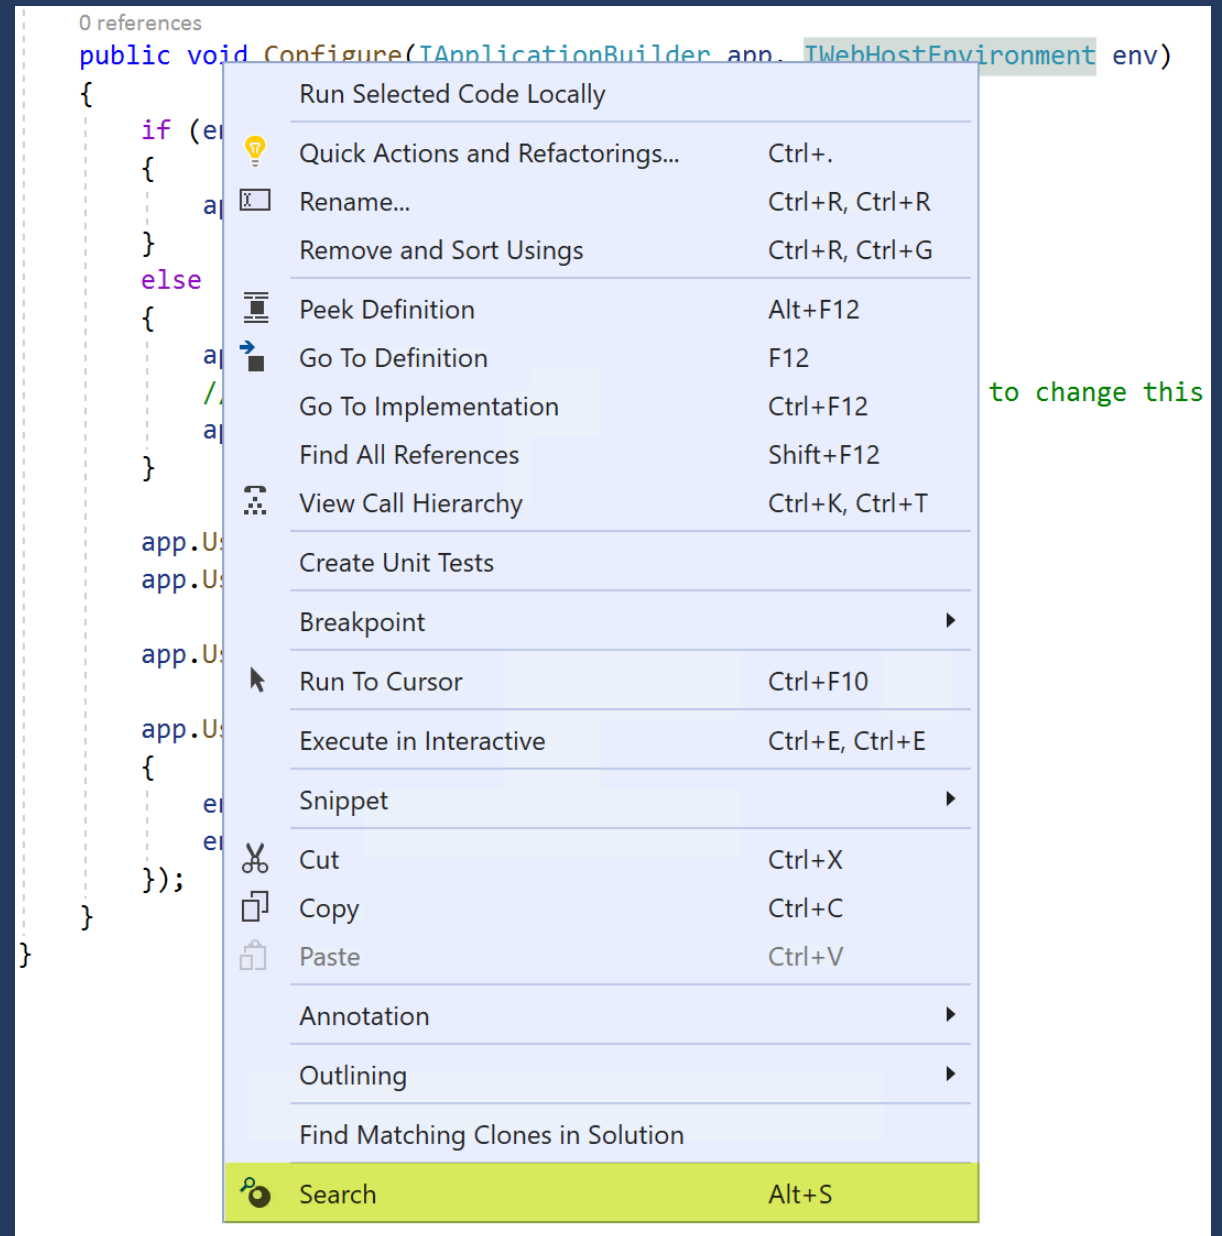 0 references
public void Configure(IApplicationBuilder app, IWebHostEnvironment env)
{
Run Selected Code Locally
if (
Quick Actions and Refactorings... Ctrl+.
{
Rename... Ctrl+R, Ctrl+R
}
Remove and Sort Usings Ctrl+R, Ctrl+G
else
{
Peek Definition Alt+F12
Go To Definition F12
// to change this
Go To Implementation Ctrl+F12
Find All References Shift+F12
}
View Call Hierarchy Ctrl+K, Ctrl+T
app.
Create Unit Tests
app.
Breakpoint
app.
Run To Cursor Ctrl+F10
app.
Execute in Interactive Ctrl+E, Ctrl+E
{
Snippet
Cut Ctrl+X
});
Copy Ctrl+C
}
Paste Ctrl+V
}
Annotation
Outlining
Find Matching Clones in Solution
Search Alt+S